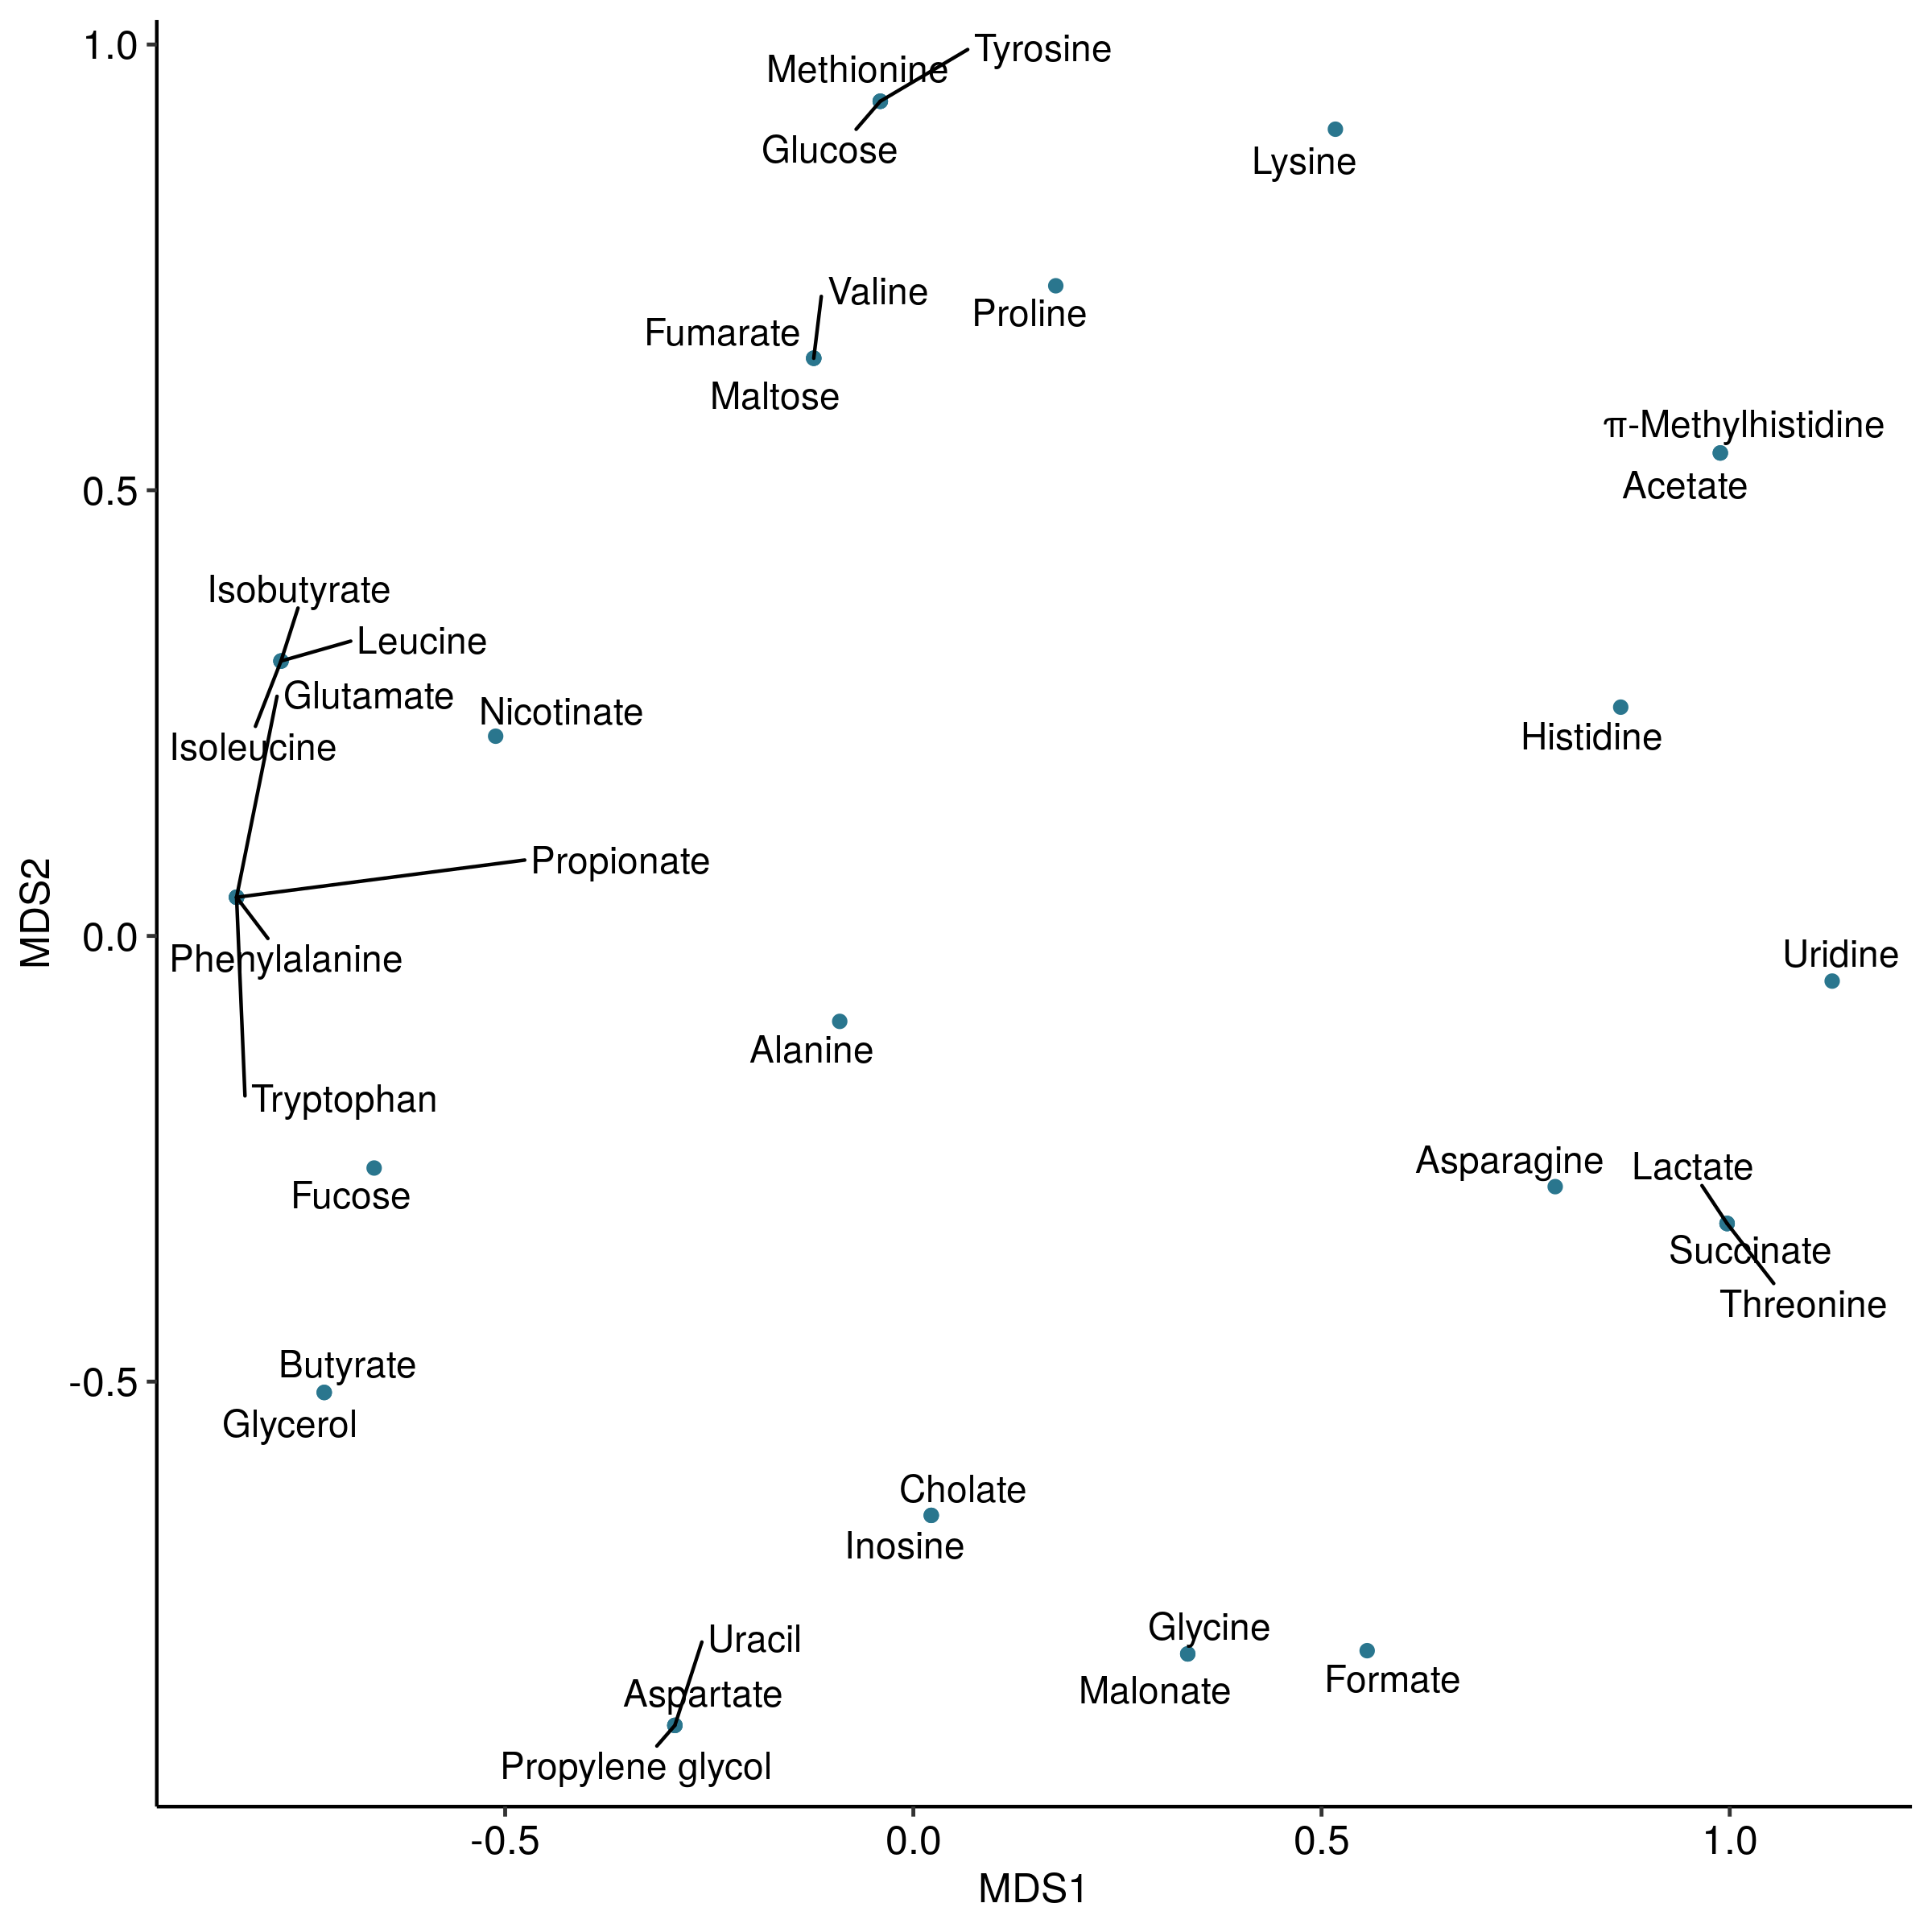 1.0
Tyrosine
Methionine
Glucose
Lysine
Valine
Proline
Fumarate
Maltose
π-Methylhistidine
Acetate
0.5
Isobutyrate
Leucine
Glutamate
Nicotinate
Isoleucine
Histidine
Propionate
MDS2
0.0
Phenylalanine
Uridine
Alanine
Tryptophan
Fucose
Asparagine
Lactate
Succinate
Threonine
Butyrate
-0.5
Glycerol
Cholate
Inosine
Glycine
Uracil
Formate
Malonate
Aspartate
Propylene glycol
-0.5 0.0 0.5 1.0
MDS1